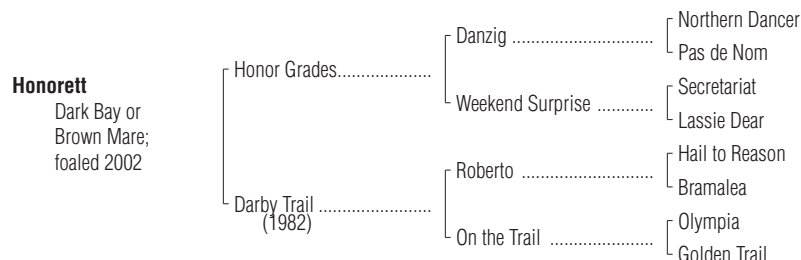 Northern Dancer
Danzig ..............................
Pas de Nom
Honor Grades....................
Secretariat
Weekend Surprise ............
Lassie Dear
Honorett
Dark Bay or
Brown Mare;
foaled 2002
Hail to Reason
Roberto ............................
Bramalea
Darby Trail ........................
(1982)
Olympia
On the Trail ......................
Golden Trail